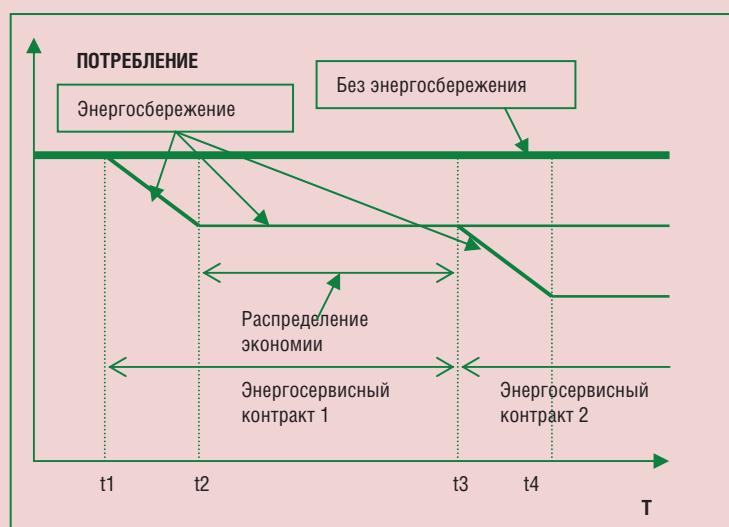 ПОТРЕБЛЕНИЕ
Без энергосбережения
Энергосбережение
Распределение
экономии
Энергосервисный
контракт 1
Энергосервисный
контракт 2
t1
t2
t3
t4
Т